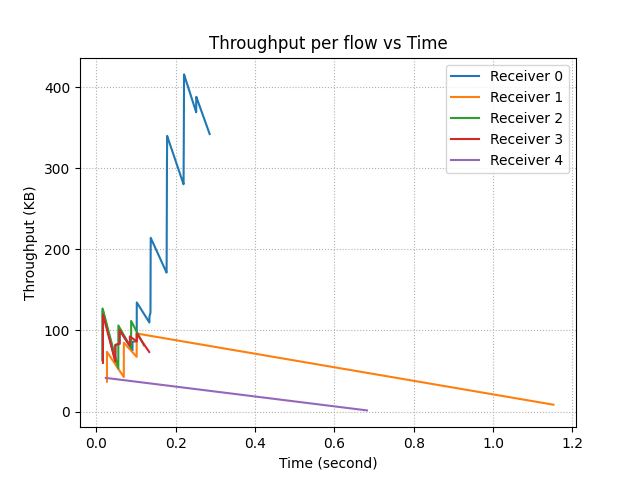 Throughput per flow vs Time
Receiver 0
Receiver 1
Receiver 2
Receiver 3
Receiver 4
Throughput (KB)
400
300
200
100
0
0.0 0.2 0.4 0.6 0.8 1.0 1.2
Time (second)